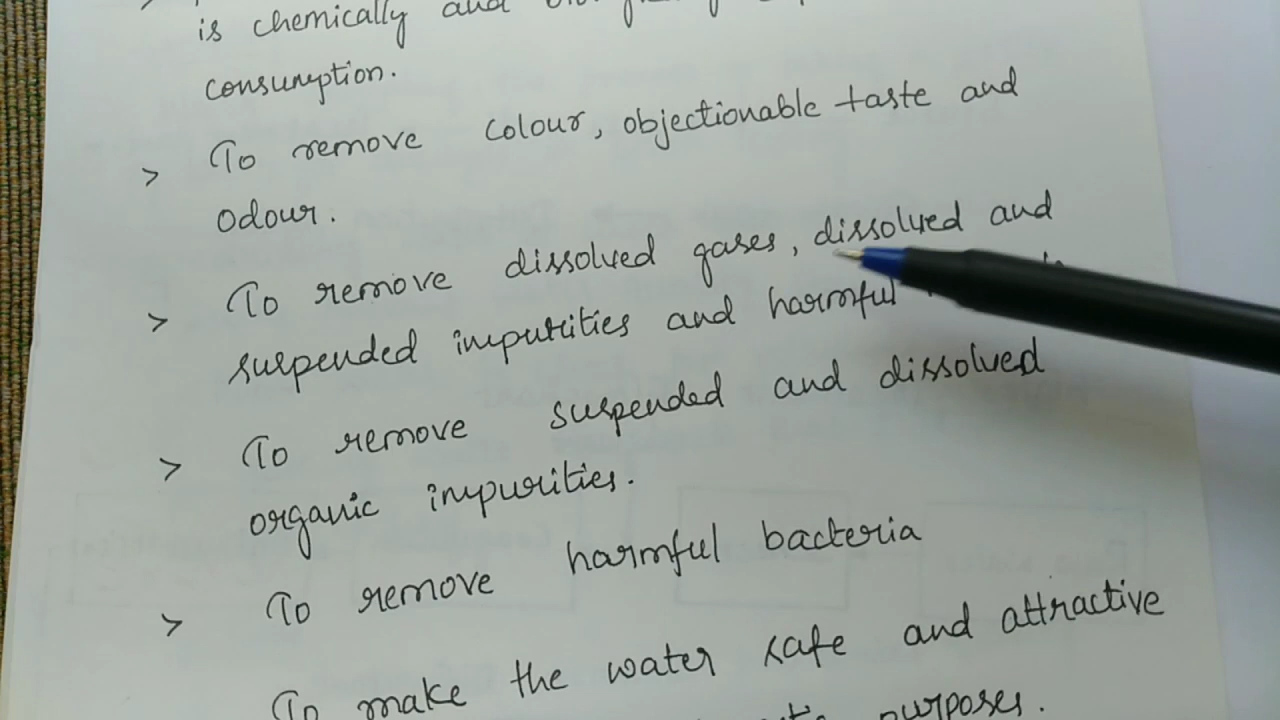 is chemically and
consumption.
> To remove colour, objectionable taste and
odour.
> To remove dissolved gases, dissolved and
suspended impurities and harmful
> To remove suspended and dissolved
organic impurities.
> To remove harmful bacteria
To make the water safe and attractive
purposes.